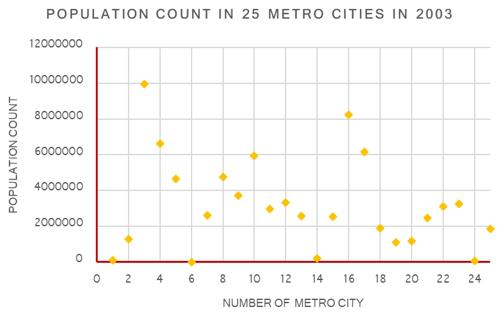 POPULATION COUNT IN 25 METRO CITIES IN 2003
12000000
10000000
8000000
6000000
4000000
2000000
0
POPULATION COUNT
0 2 4 6 8 10 12 14 16 18 20 22 24
NUMBER OF METRO CITY